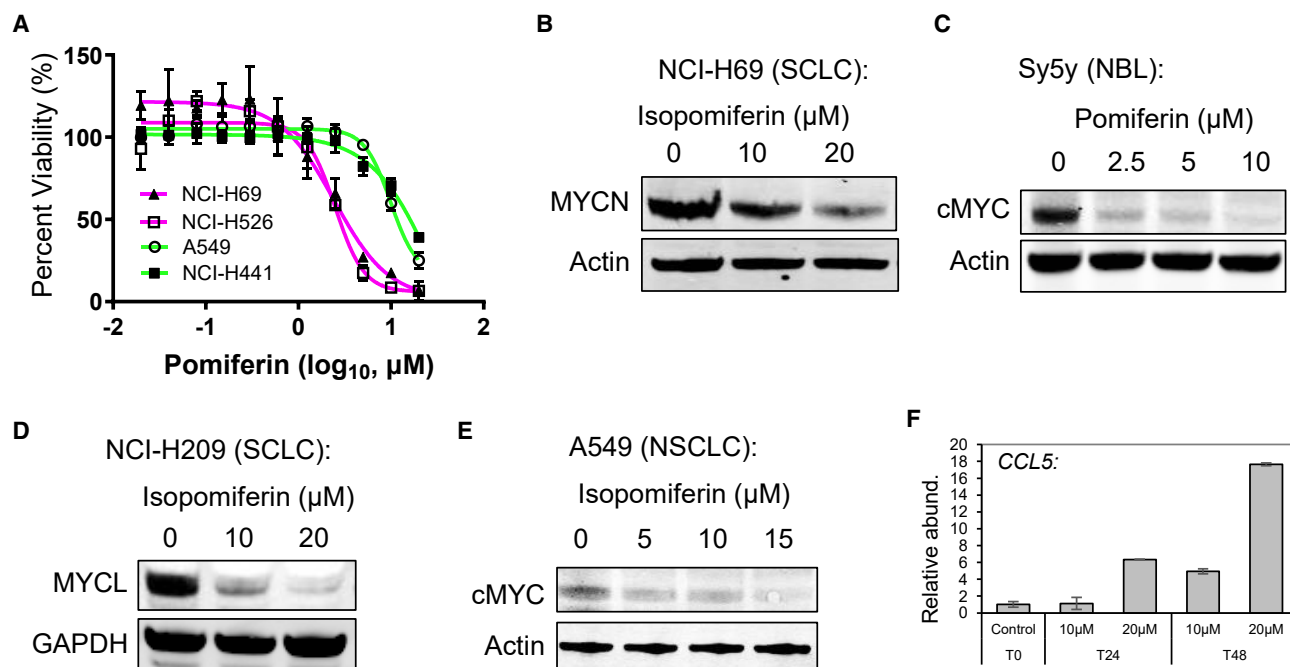 A
150
100
50
0
Percent Viability (%)
NCI-H69
NCI-H526
A549
NCI-H441
-2 -1 0 1 2
Pomiferin (log10, µM)
B
NCI-H69 (SCLC):
Isopomiferin (µM)
0 10 20
MYCN
Actin
C
Sy5y (NBL):
Pomiferin (µM)
0 2.5 5 10
cMYC
Actin
D
NCI-H209 (SCLC):
Isopomiferin (µM)
0 10 20
MYCL
GAPDH
E
A549 (NSCLC):
Isopomiferin (µM)
0 5 10 15
cMYC
Actin
F
CCL5:
Relative abund.
20
18
16
14
12
10
8
6
4
2
0
Control 10µM 20µM 10µM 20µM
T0 T24 T48